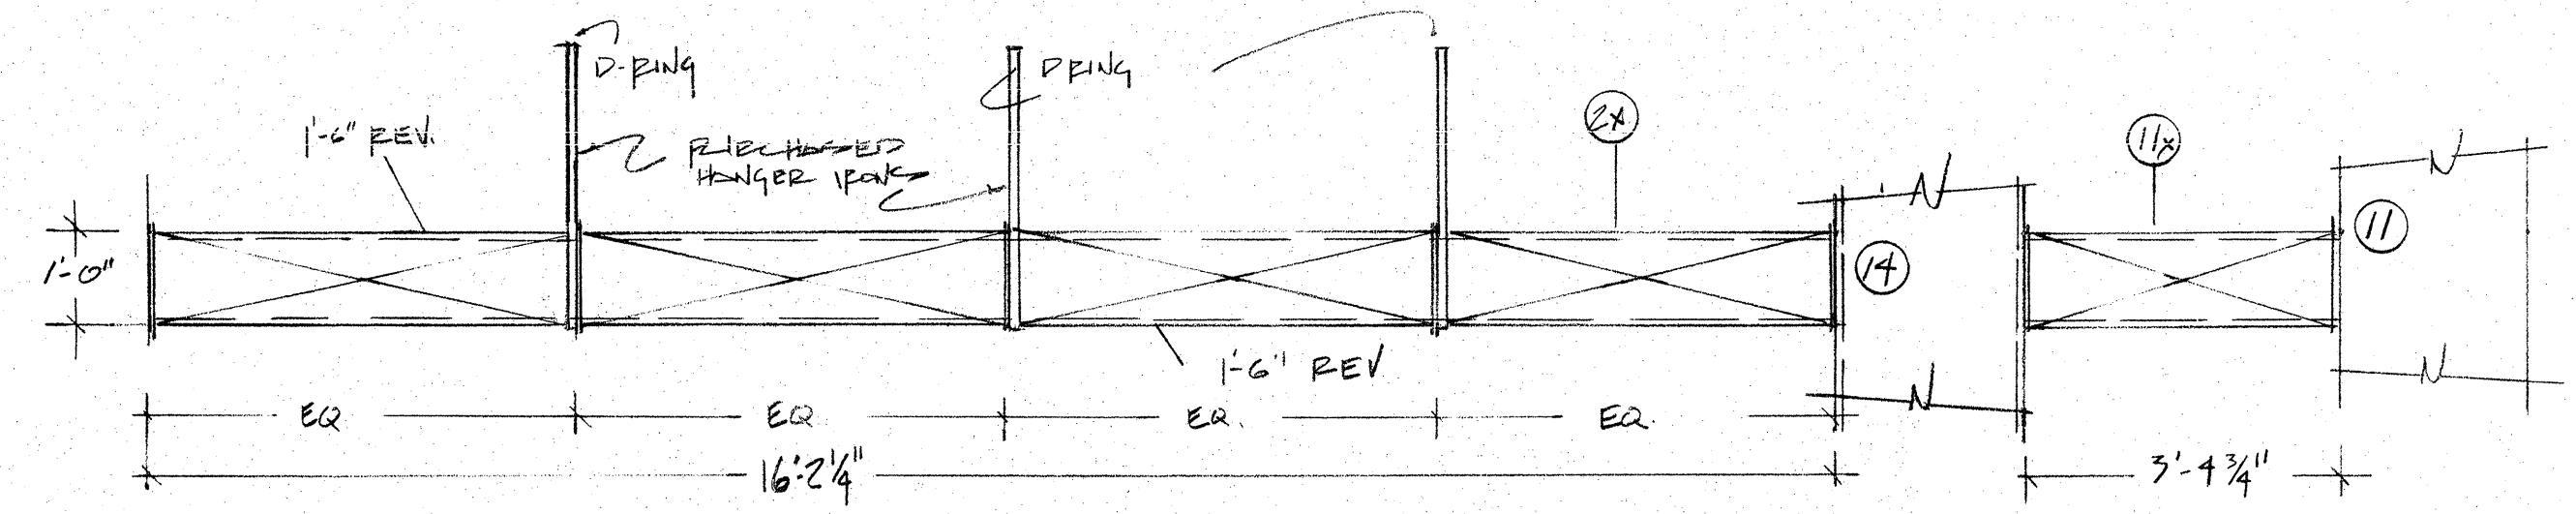 D-RING
D RING
2X
11X
1'-6" REV.
PURCHASED
HANGER IRONS
N
N
11
1'-0"
14
1'-6" REV
N
N
EQ
EQ
EQ.
EQ.
16'-2 1/4"
3'-4 3/4"